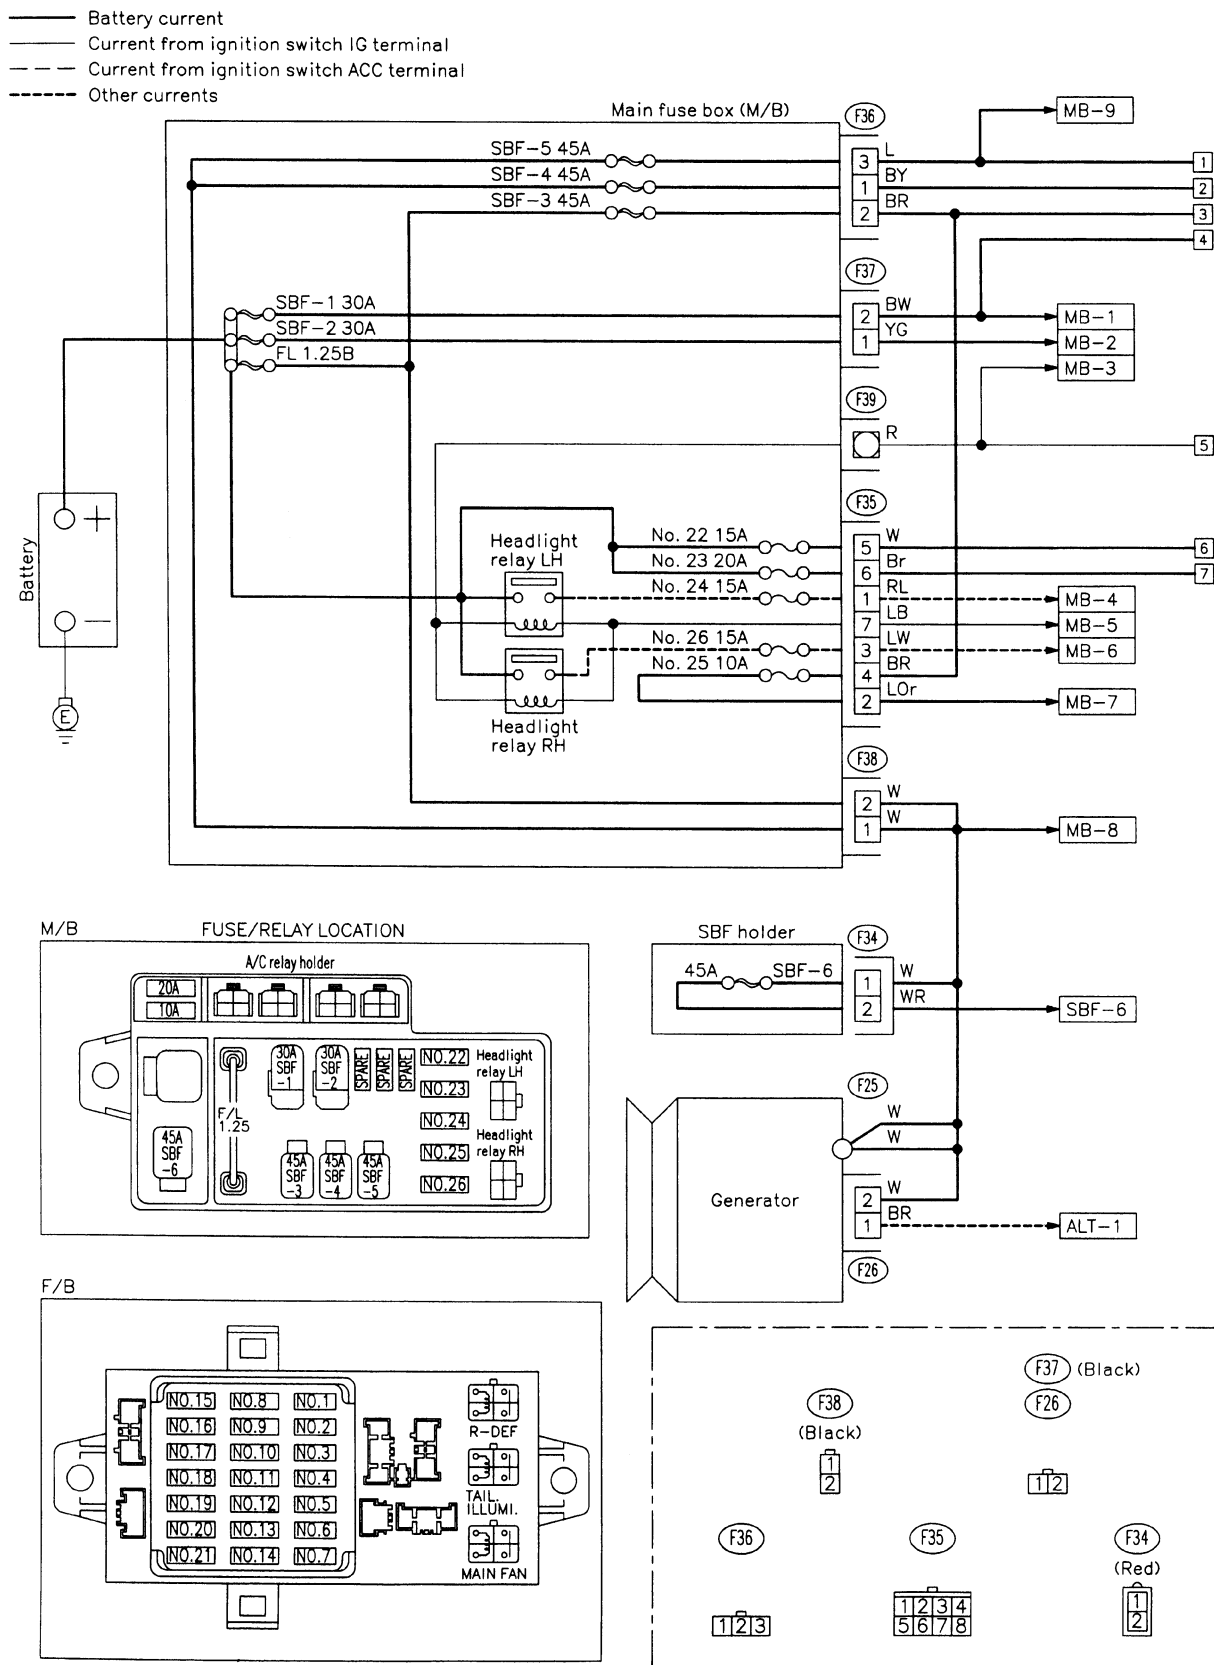 Battery current
Current from ignition switch IG terminal
Current from ignition switch ACC terminal
Other currents
Main fuse box (M/B)
F36
MB-9
SBF-5 45A
3
L
1
SBF-4 45A
1
BY
2
SBF-3 45A
2
BR
3
4
F37
SBF-1 30A
2
BW
MB-1
SBF-2 30A
1
YG
MB-2
FL 1.25B
MB-3
F39
R
5
F35
Battery
+
−
E
Headlight
relay LH
No. 22 15A
5
W
6
No. 23 20A
6
Br
7
No. 24 15A
1
RL
MB-4
7
LB
MB-5
No. 26 15A
3
LW
MB-6
No. 25 10A
4
BR
2
LOr
MB-7
Headlight
relay RH
F38
2
W
1
W
MB-8
M/B
FUSE/RELAY LOCATION
A/C relay holder
20A
10A
30A
SBF
-1
30A
SBF
-2
SPARE
SPARE
SPARE
NO.22
NO.23
NO.24
NO.25
NO.26
Headlight
relay LH
Headlight
relay RH
F/L
1.25
45A
SBF
-6
45A
SBF
-3
45A
SBF
-4
45A
SBF
-5
SBF holder
F34
45A
SBF-6
1
W
2
WR
SBF-6
F25
W
W
Generator
2
W
1
BR
ALT-1
F26
F/B
NO.15 NO.8 NO.1
NO.16 NO.9 NO.2
NO.17 NO.10 NO.3
NO.18 NO.11 NO.4
NO.19 NO.12 NO.5
NO.20 NO.13 NO.6
NO.21 NO.14 NO.7
R-DEF
TAIL.
ILLUMI.
MAIN FAN
F37 (Black)
F38
(Black)
1
2
F26
1 2
F36
1 2 3
F35
1 2 3 4
5 6 7 8
F34
(Red)
1
2